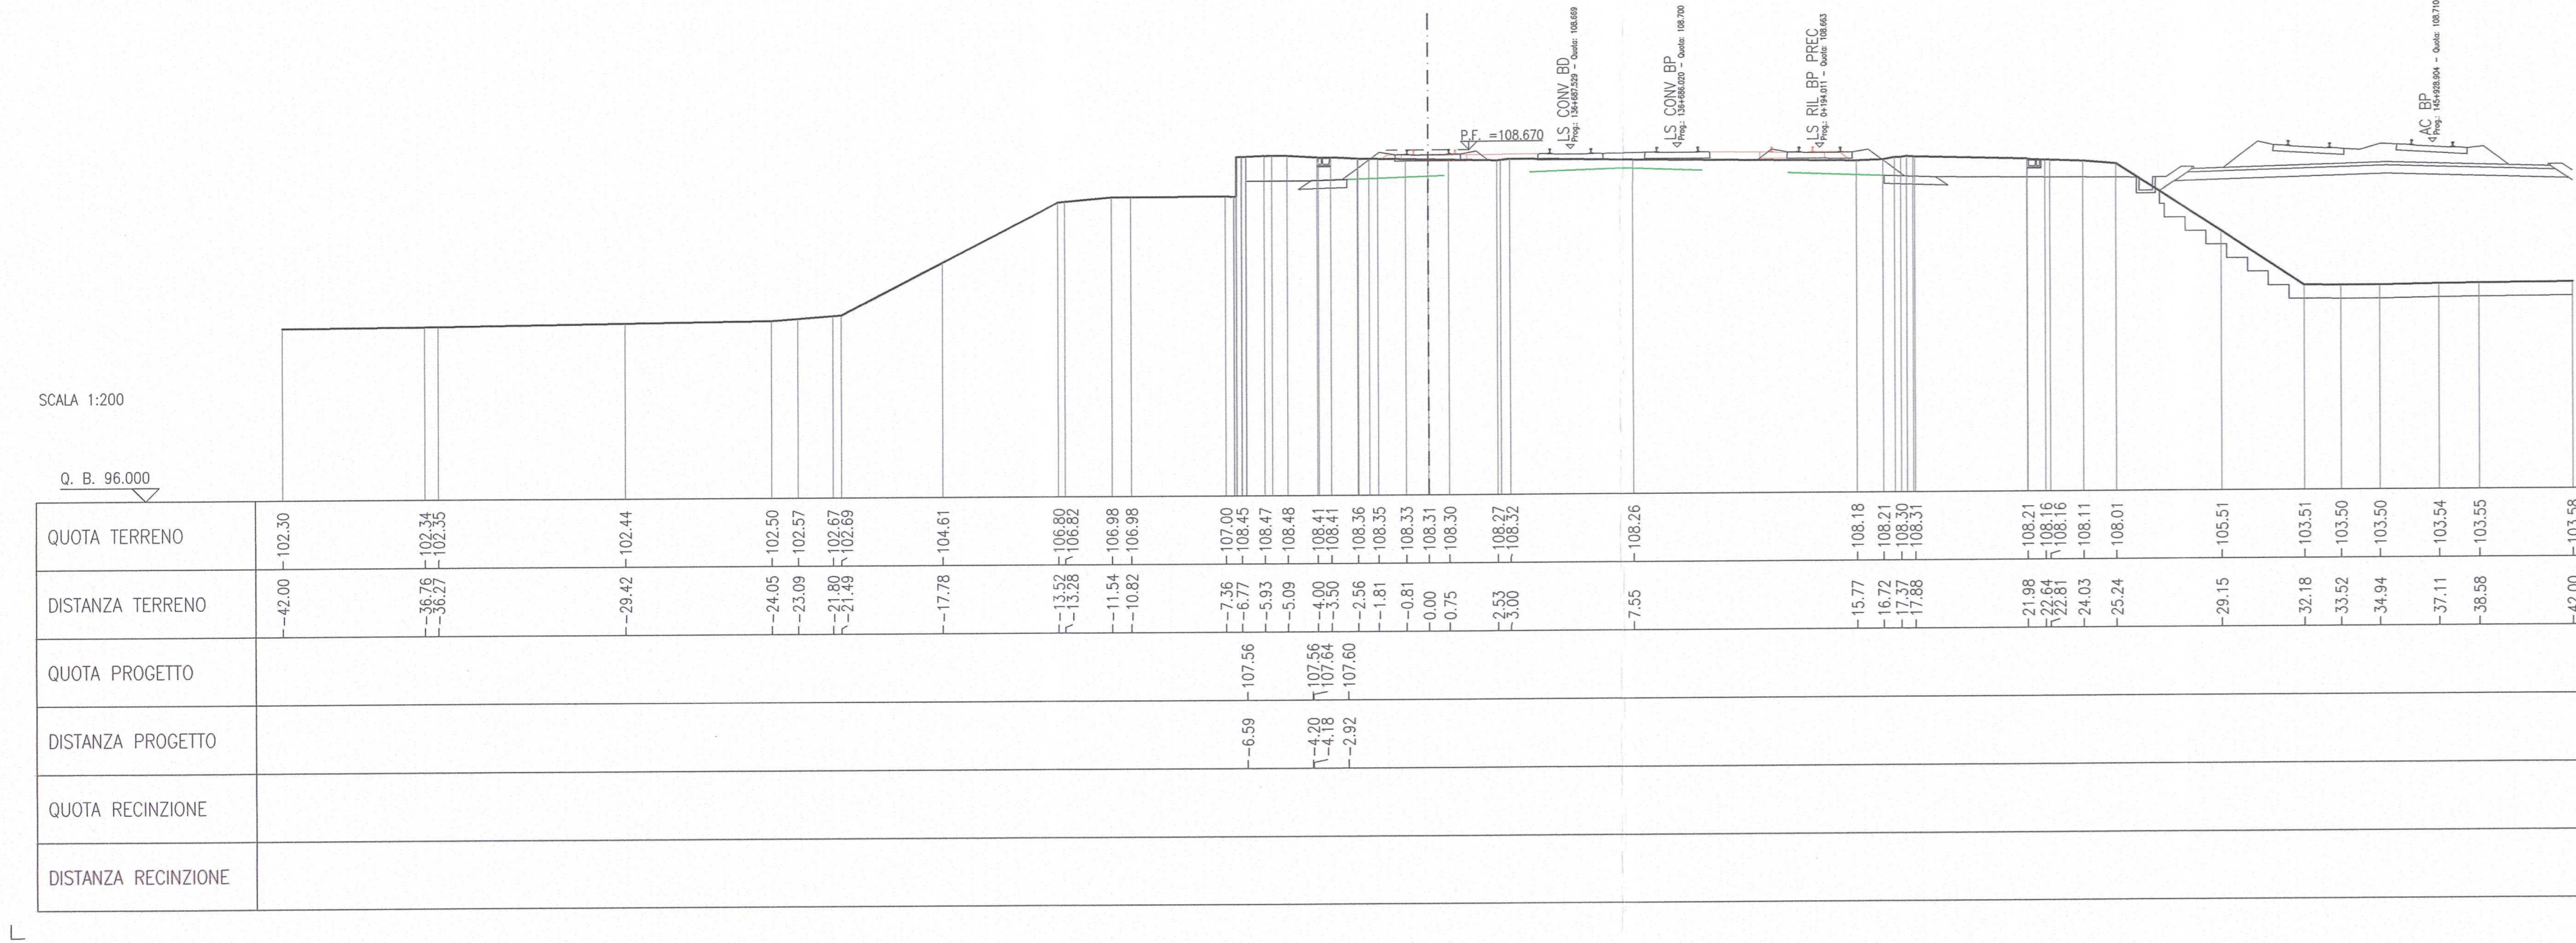 LS CONV BD
Prog.: 136+687.529 - Quota: 108.669
LS CONV BP
Prog.: 136+686.020 - Quota: 108.700
LS RIL BP PREC
Prog.: 0+194.011 - Quota: 108.663
AC BP
Prog.: 145+928.904 - Quota: 108.710
P.F. =108.670
SCALA 1:200
Q. B. 96.000
QUOTA TERRENO
102.30 102.34 102.35 102.44 102.50 102.57 102.67 102.69 104.61 106.80 106.82 106.98 106.98 107.00 108.45 108.47 108.48 108.41 108.41 108.36 108.35 108.33 108.31 108.30 108.27 108.32 108.26 108.18 108.21 108.30 108.31 108.21 108.16 108.16 108.11 108.01 105.51 103.51 103.50 103.50 103.54 103.55 103.58
DISTANZA TERRENO
-42.00 -36.76 -36.27 -29.42 -24.05 -23.09 -21.80 -21.49 -17.78 -13.52 -13.28 -11.54 -10.82 -7.36 -6.77 -5.93 -5.09 -4.00 -3.50 -2.56 -1.81 -0.81 0.00 0.75 2.53 3.00 7.55 15.77 16.72 17.37 17.88 21.98 22.64 22.81 24.03 25.24 29.15 32.18 33.52 34.94 37.11 38.58 42.00
QUOTA PROGETTO
107.56 107.56 107.64 107.60
DISTANZA PROGETTO
-6.59 -4.20 -4.18 -2.92
QUOTA RECINZIONE
DISTANZA RECINZIONE